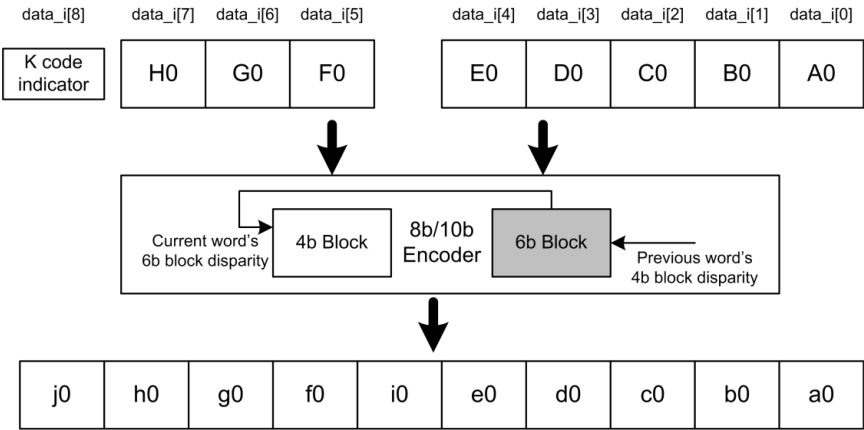 data_i[8] data_i[7] data_i[6] data_i[5] data_i[4] data_i[3] data_i[2] data_i[1] data_i[0]
K code
indicator
H0 G0 F0 E0 D0 C0 B0 A0
Current word's
6b block disparity
4b Block
8b/10b
Encoder
6b Block
Previous word's
4b block disparity
j0 h0 g0 f0 i0 e0 d0 c0 b0 a0